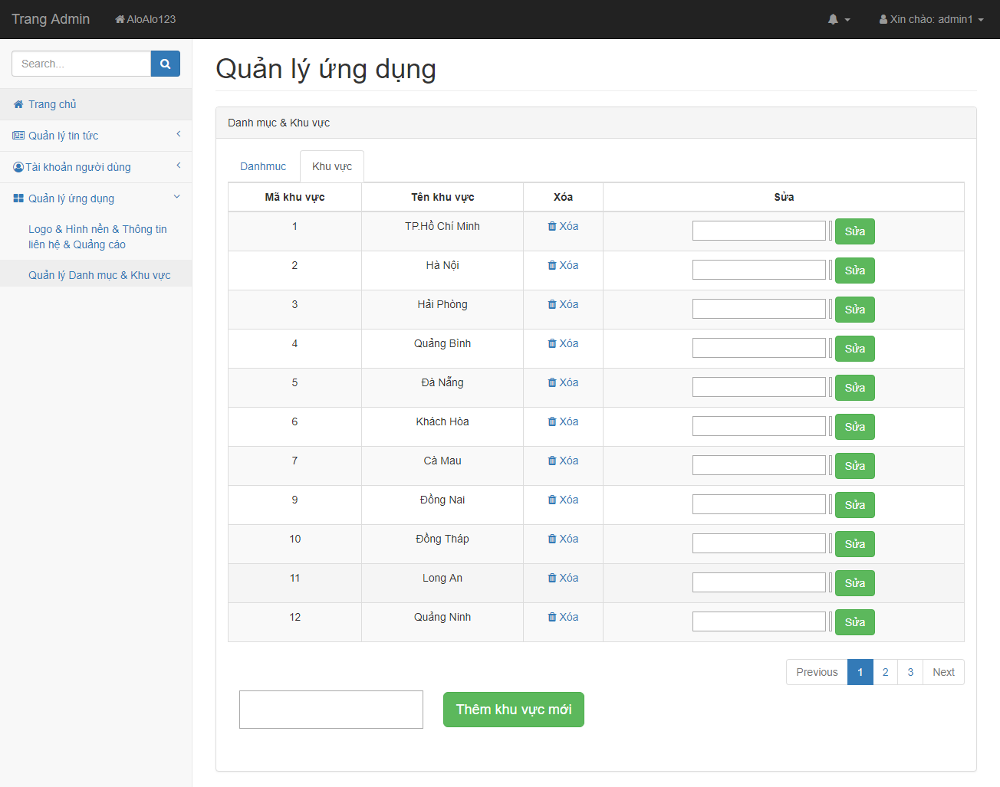 Trang Admin AloAlo123 Xin chào: admin1
Search...
Trang chủ
Quản lý tin tức
Tài khoản người dùng
Quản lý ứng dụng
Logo & Hình nền & Thông tin
liên hệ & Quảng cáo
Quản lý Danh mục & Khu vực
Quản lý ứng dụng
Danh mục & Khu vực
Danhmuc Khu vực
Mã khu vực Tên khu vực Xóa Sửa
1 TP.Hồ Chí Minh Xóa Sửa
2 Hà Nội Xóa Sửa
3 Hải Phòng Xóa Sửa
4 Quảng Bình Xóa Sửa
5 Đà Nẵng Xóa Sửa
6 Khách Hòa Xóa Sửa
7 Cà Mau Xóa Sửa
9 Đồng Nai Xóa Sửa
10 Đồng Tháp Xóa Sửa
11 Long An Xóa Sửa
12 Quảng Ninh Xóa Sửa
Previous 1 2 3 Next
Thêm khu vực mới